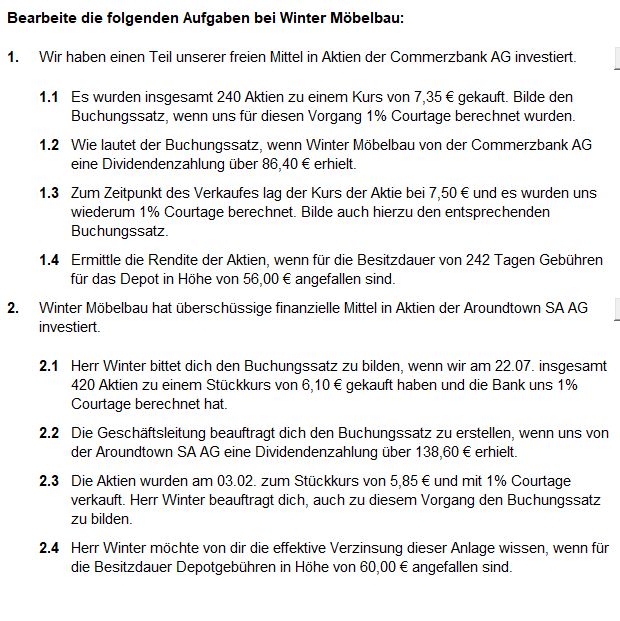 Bearbeite die folgenden Aufgaben bei Winter Möbelbau:
1. Wir haben einen Teil unserer freien Mittel in Aktien der Commerzbank AG investiert.
1.1 Es wurden insgesamt 240 Aktien zu einem Kurs von 7,35 € gekauft. Bilde den
Buchungssatz, wenn uns für diesen Vorgang 1% Courtage berechnet wurden.
1.2 Wie lautet der Buchungssatz, wenn Winter Möbelbau von der Commerzbank AG
eine Dividendenzahlung über 86,40 € erhielt.
1.3 Zum Zeitpunkt des Verkaufes lag der Kurs der Aktie bei 7,50 € und es wurden uns
wiederum 1% Courtage berechnet. Bilde auch hierzu den entsprechenden
Buchungssatz.
1.4 Ermittle die Rendite der Aktien, wenn für die Besitzdauer von 242 Tagen Gebühren
für das Depot in Höhe von 56,00 € angefallen sind.
2. Winter Möbelbau hat überschüssige finanzielle Mittel in Aktien der Aroundtown SA AG
investiert.
2.1 Herr Winter bittet dich den Buchungssatz zu bilden, wenn wir am 22.07. insgesamt
420 Aktien zu einem Stückkurs von 6,10 € gekauft haben und die Bank uns 1%
Courtage berechnet hat.
2.2 Die Geschäftsleitung beauftragt dich den Buchungssatz zu erstellen, wenn uns von
der Aroundtown SA AG eine Dividendenzahlung über 138,60 € erhielt.
2.3 Die Aktien wurden am 03.02. zum Stückkurs von 5,85 € und mit 1% Courtage
verkauft. Herr Winter beauftragt dich, auch zu diesem Vorgang den Buchungssatz
zu bilden.
2.4 Herr Winter möchte von dir die effektive Verzinsung dieser Anlage wissen, wenn für
die Besitzdauer Depotgebühren in Höhe von 60,00 € angefallen sind.